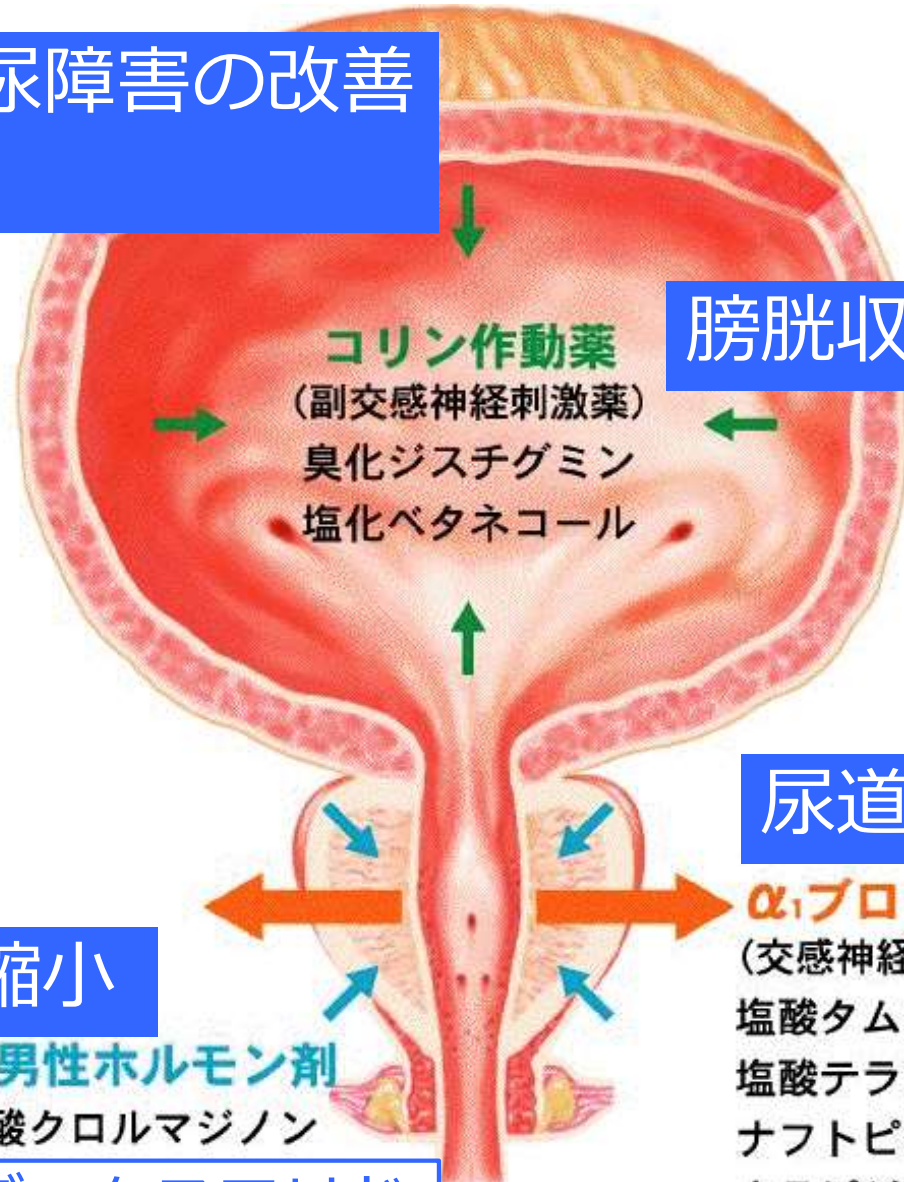 尿障害の改善
コリン作動薬
（副交感神経刺激薬）
臭化ジスチグミン
塩化ベタネコール
膀胱収
尿道
α₁ブロ
（交感神経
塩酸タム
塩酸テラ
ナフトピ
縮小
男性ホルモン剤
酸クロルマジノン